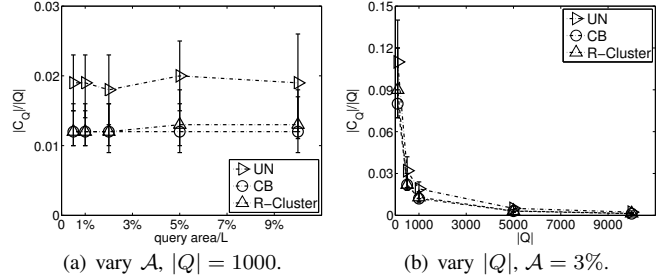 0.03
0.02
0.01
0
|C_Q|/|Q|
1% 3% 5% 7% 9%
query area/L
UN
CB
R−Cluster
(a) vary A, |Q| = 1000.
0.15
0.12
0.09
0.06
0.03
0
|C_Q|/|Q|
0 1000 3000 5000 7000 9000
|Q|
UN
CB
R−Cluster
(b) vary |Q|, A = 3%.